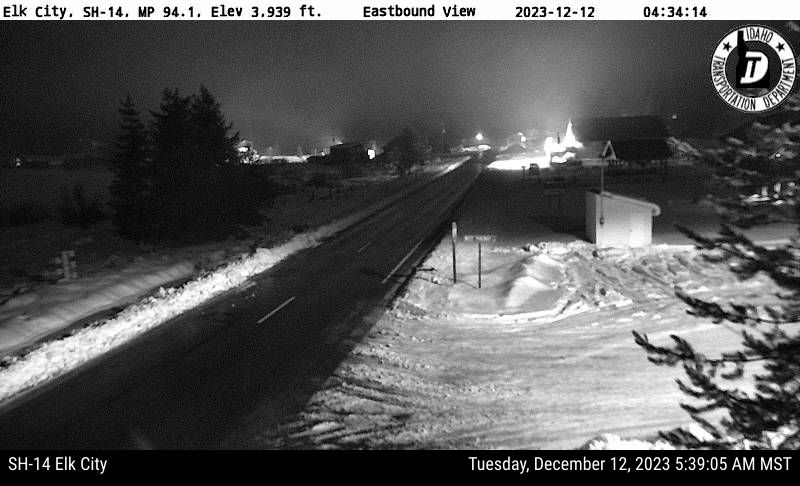 Elk City, SH-14, MP 94.1, Elev 3,939 ft. Eastbound View 2023-12-12 04:34:14
IDAHO
TRANSPORTATION DEPARTMENT
SH-14 Elk City Tuesday, December 12, 2023 5:39:05 AM MST